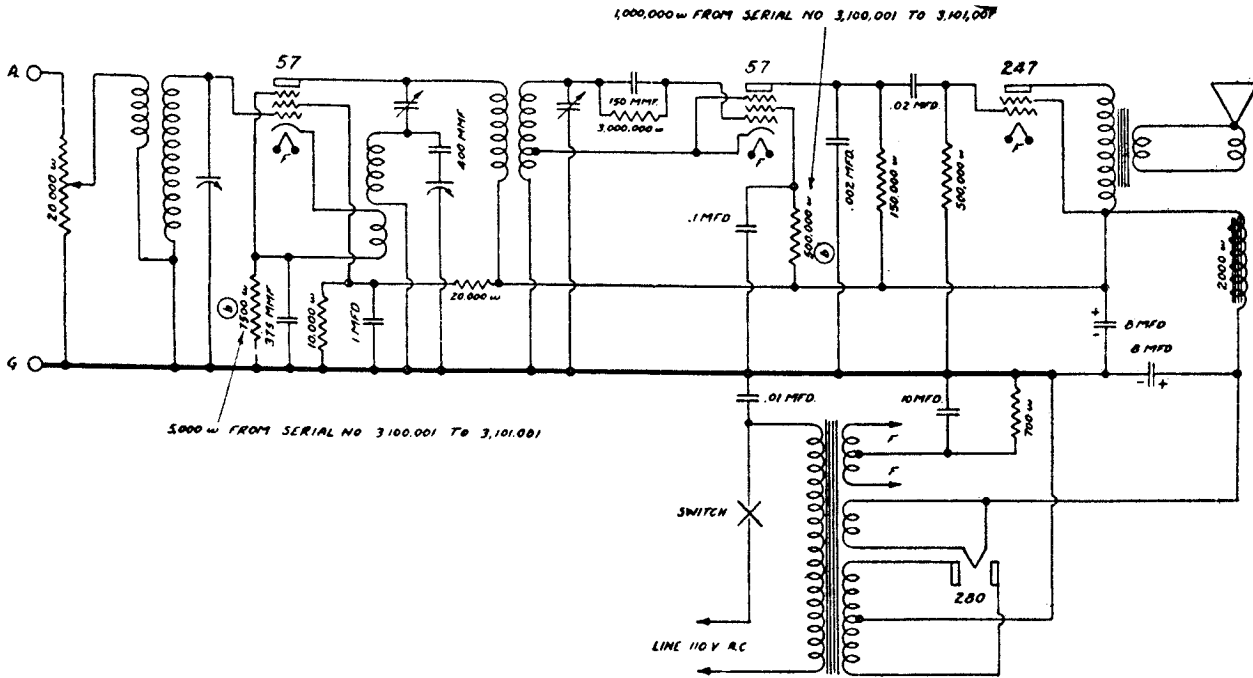 1,000,000 ω FROM SERIAL NO 3,100,001 TO 3,101,001
57
57
247
A
F
150 MMF.
3,000,000 ω
.02 MFD
F
F
400 MMF
20,000 ω
.1 MFD
500,000 ω
b
.002 MFD
150,000 ω
500,000 ω
2000 ω
7500 ω
b
375 MMF
10,000 ω
.1 MFD
20,000 ω
+
-
8 MFD
8 MFD
- +
G
.01 MFD.
10 MFD.
700 ω
5,000 ω FROM SERIAL NO 3 100.001 TO 3,101.001
F
F
SWITCH
280
LINE 110 V A.C